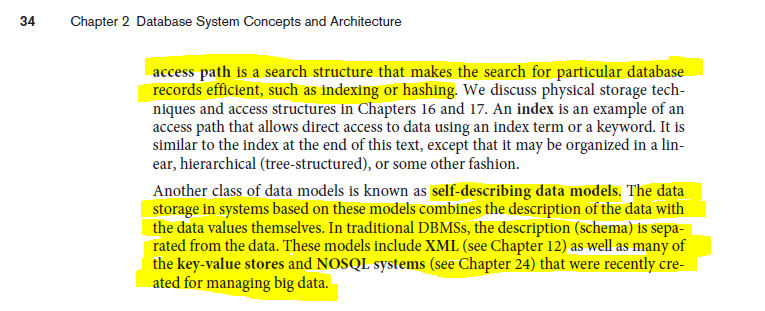 34 Chapter 2 Database System Concepts and Architecture
access path is a search structure that makes the search for particular database
records efficient, such as indexing or hashing. We discuss physical storage tech-
niques and access structures in Chapters 16 and 17. An index is an example of an
access path that allows direct access to data using an index term or a keyword. It is
similar to the index at the end of this text, except that it may be organized in a lin-
ear, hierarchical (tree-structured), or some other fashion.
Another class of data models is known as self-describing data models. The data
storage in systems based on these models combines the description of the data with
the data values themselves. In traditional DBMSs, the description (schema) is sepa-
rated from the data. These models include XML (see Chapter 12) as well as many of
the key-value stores and NOSQL systems (see Chapter 24) that were recently cre-
ated for managing big data.